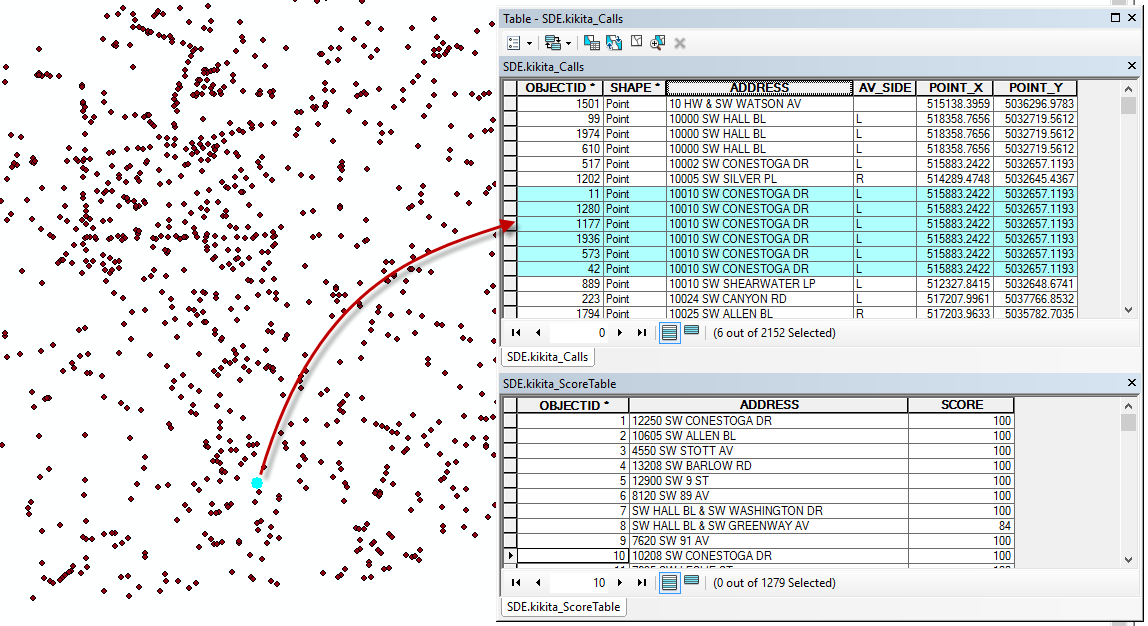 Table - SDE.kikita_Calls
SDE.kikita_Calls
OBJECTID * SHAPE * ADDRESS AV_SIDE POINT_X POINT_Y
1501 Point 10 HW & SW WATSON AV 515138.3959 5036296.9783
99 Point 10000 SW HALL BL L 518358.7656 5032719.5612
1974 Point 10000 SW HALL BL L 518358.7656 5032719.5612
610 Point 10000 SW HALL BL L 518358.7656 5032719.5612
517 Point 10002 SW CONESTOGA DR L 515883.2422 5032657.1193
1202 Point 10005 SW SILVER PL R 514289.4748 5032645.4367
11 Point 10010 SW CONESTOGA DR L 515883.2422 5032657.1193
1280 Point 10010 SW CONESTOGA DR L 515883.2422 5032657.1193
1177 Point 10010 SW CONESTOGA DR L 515883.2422 5032657.1193
1936 Point 10010 SW CONESTOGA DR L 515883.2422 5032657.1193
573 Point 10010 SW CONESTOGA DR L 515883.2422 5032657.1193
42 Point 10010 SW CONESTOGA DR L 515883.2422 5032657.1193
889 Point 10010 SW SHEARWATER LP L 512327.8415 5032648.6741
223 Point 10024 SW CANYON RD L 517207.9961 5037766.8532
1794 Point 10025 SW ALLEN BL R 517203.9633 5035782.7035
0 (6 out of 2152 Selected)
SDE.kikita_Calls
SDE.kikita_ScoreTable
OBJECTID * ADDRESS SCORE
1 12250 SW CONESTOGA DR 100
2 10605 SW ALLEN BL 100
3 4550 SW STOTT AV 100
4 13208 SW BARLOW RD 100
5 12900 SW 9 ST 100
6 8120 SW 89 AV 100
7 SW HALL BL & SW WASHINGTON DR 100
8 SW HALL BL & SW GREENWAY AV 84
9 7620 SW 91 AV 100
10 10208 SW CONESTOGA DR 100
10 (0 out of 1279 Selected)
SDE.kikita_ScoreTable